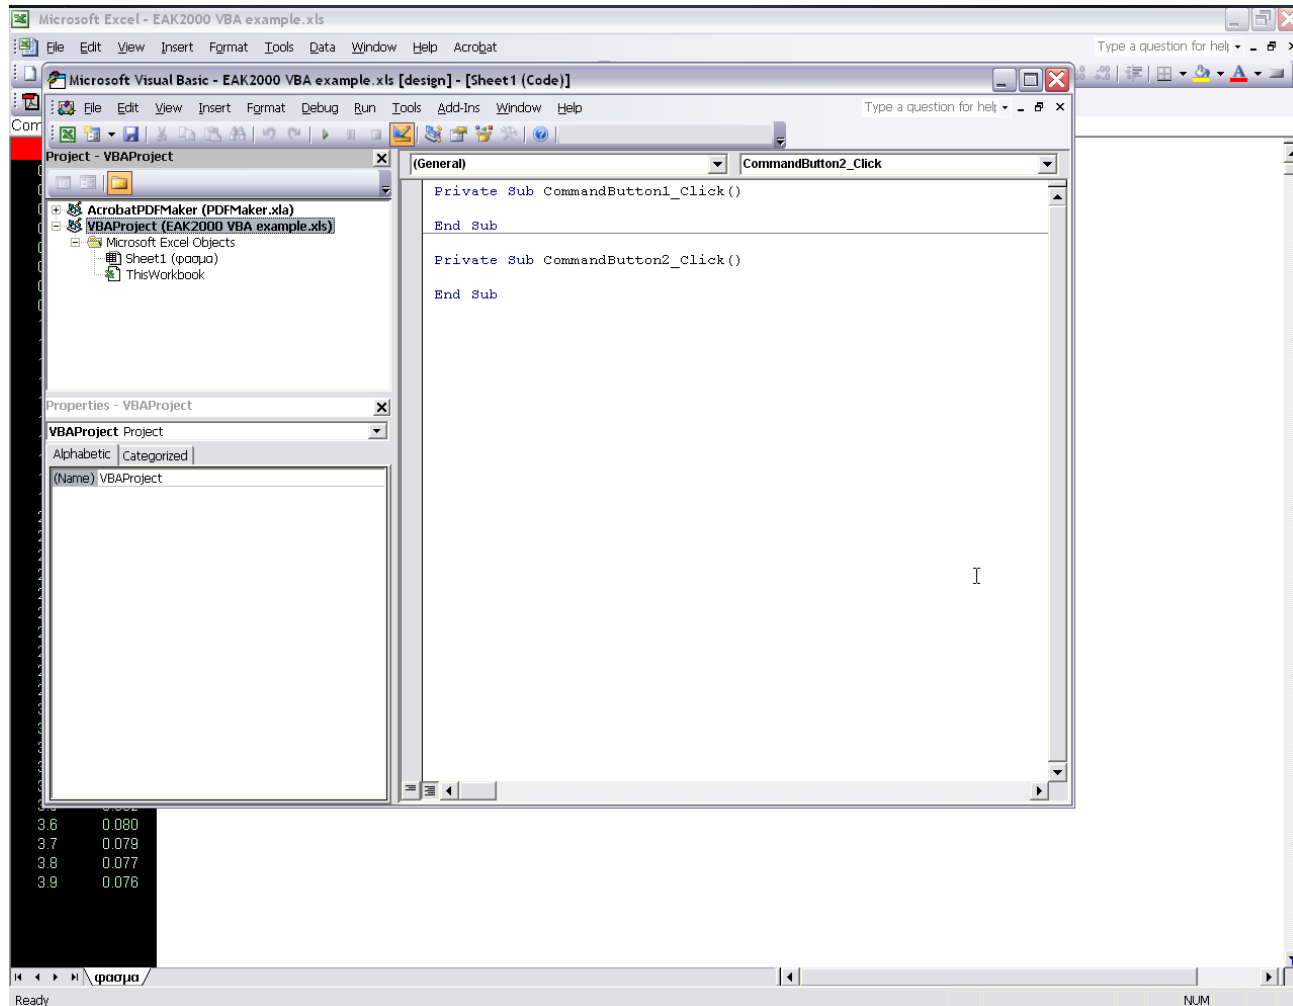 Microsoft Excel - EAK2000 VBA example.xls
File Edit View Insert Format Tools Data Window Help Acrobat
Type a question for help
Microsoft Visual Basic - EAK2000 VBA example.xls [design] - [Sheet1 (Code)]
File Edit View Insert Format Debug Run Tools Add-Ins Window Help
Type a question for help
Com
Project - VBAProject
(General)
CommandButton2_Click
AcrobatPDFMaker (PDFMaker.xla)
VBAProject (EAK2000 VBA example.xls)
Microsoft Excel Objects
Sheet1 (φασμα)
ThisWorkbook
Private Sub CommandButton1_Click()
End Sub
Private Sub CommandButton2_Click()
End Sub
Properties - VBAProject
VBAProject Project
Alphabetic Categorized
(Name) VBAProject
3.6 0.080
3.7 0.079
3.8 0.077
3.9 0.076
φασμα
Ready
NUM